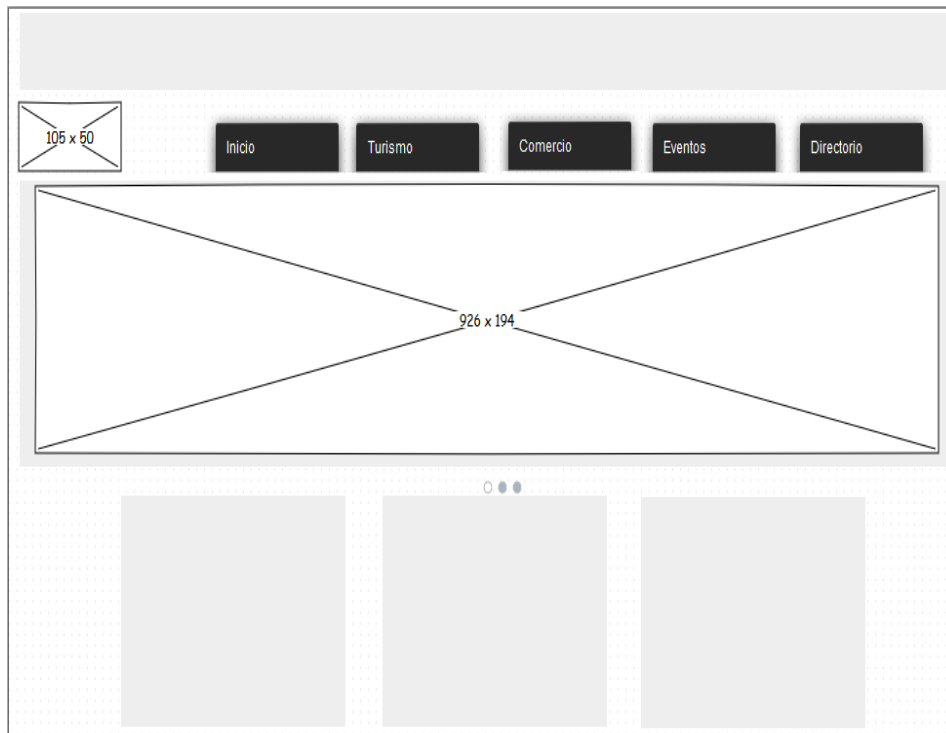 105 x 50
Inicio
Turismo
Comercio
Eventos
Directorio
926 x 194